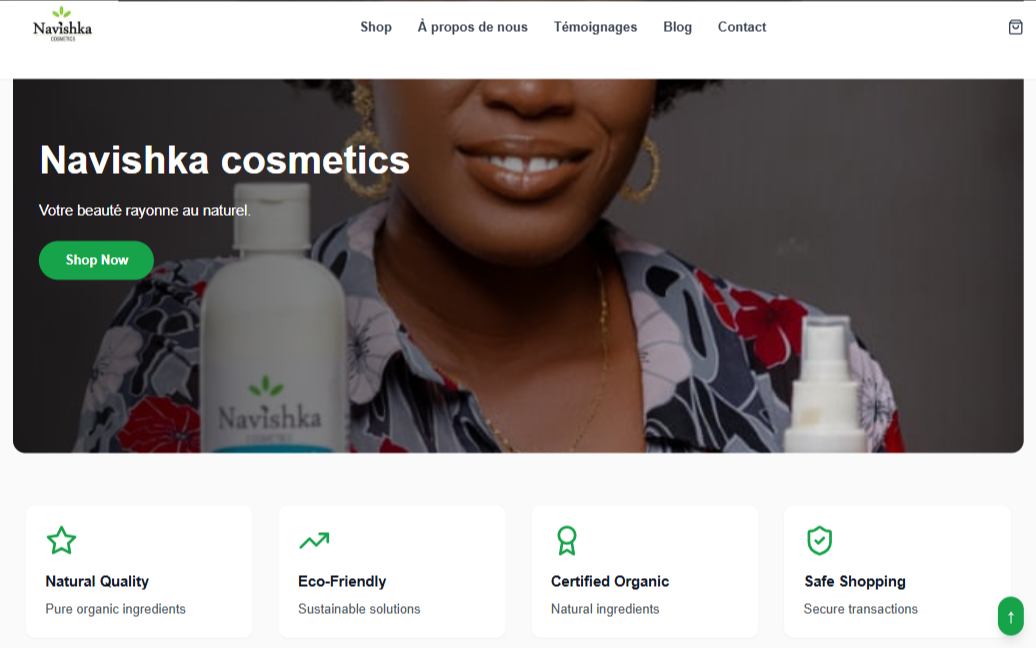 Navishka
COSMETICS
Shop À propos de nous Témoignages Blog Contact
Navishka cosmetics
Votre beauté rayonne au naturel.
Shop Now
Navishka
COSMETICS
Natural Quality
Pure organic ingredients
Eco-Friendly
Sustainable solutions
Certified Organic
Natural ingredients
Safe Shopping
Secure transactions
↑